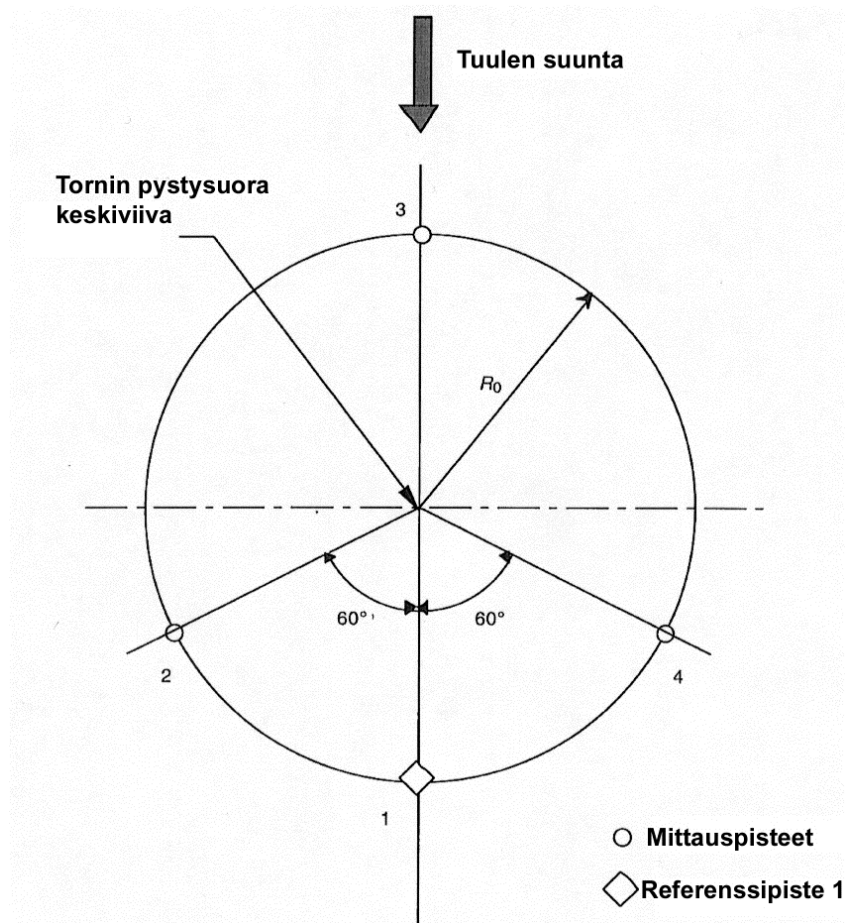 Tuulen suunta
Tornin pystysuora
keskiviiva
3
R0
60°
60°
2
4
1
Mittauspisteet
Referenssipiste 1